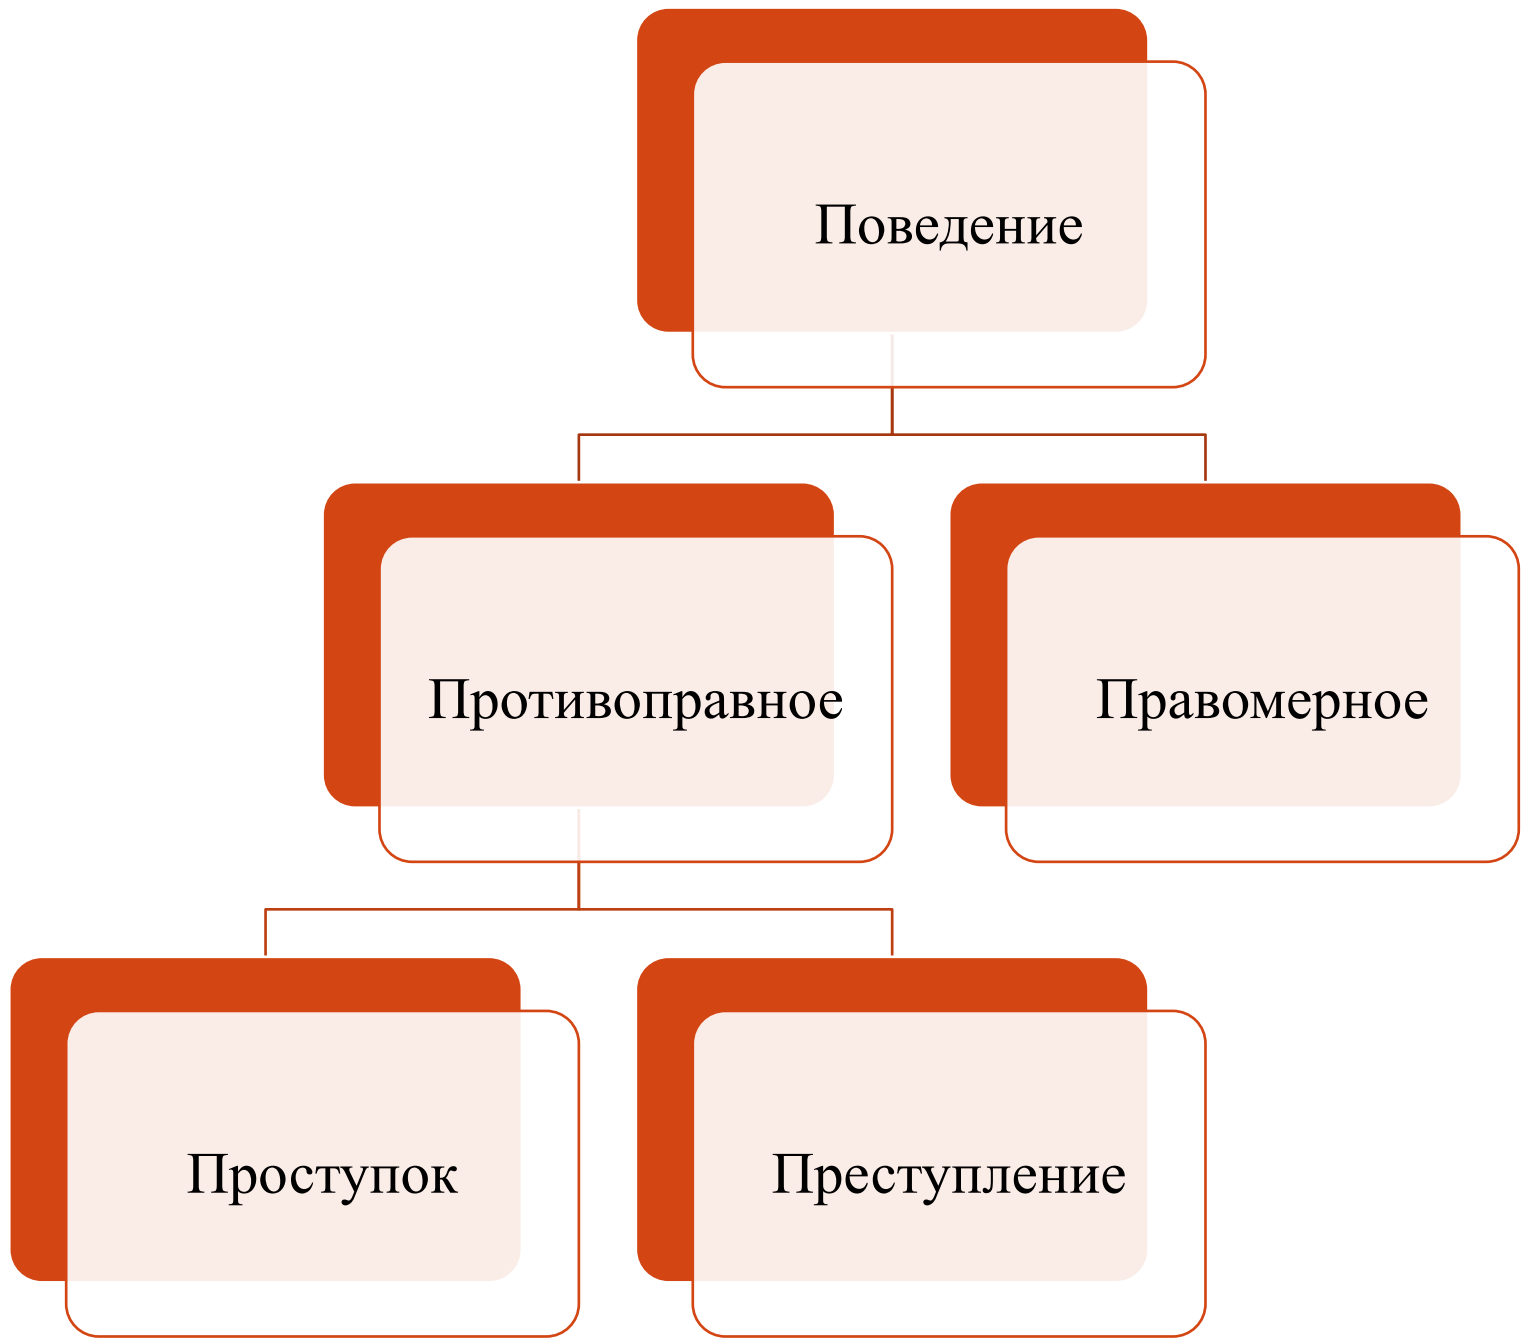 Поведение
Противоправное
Правомерное
Проступок
Преступление